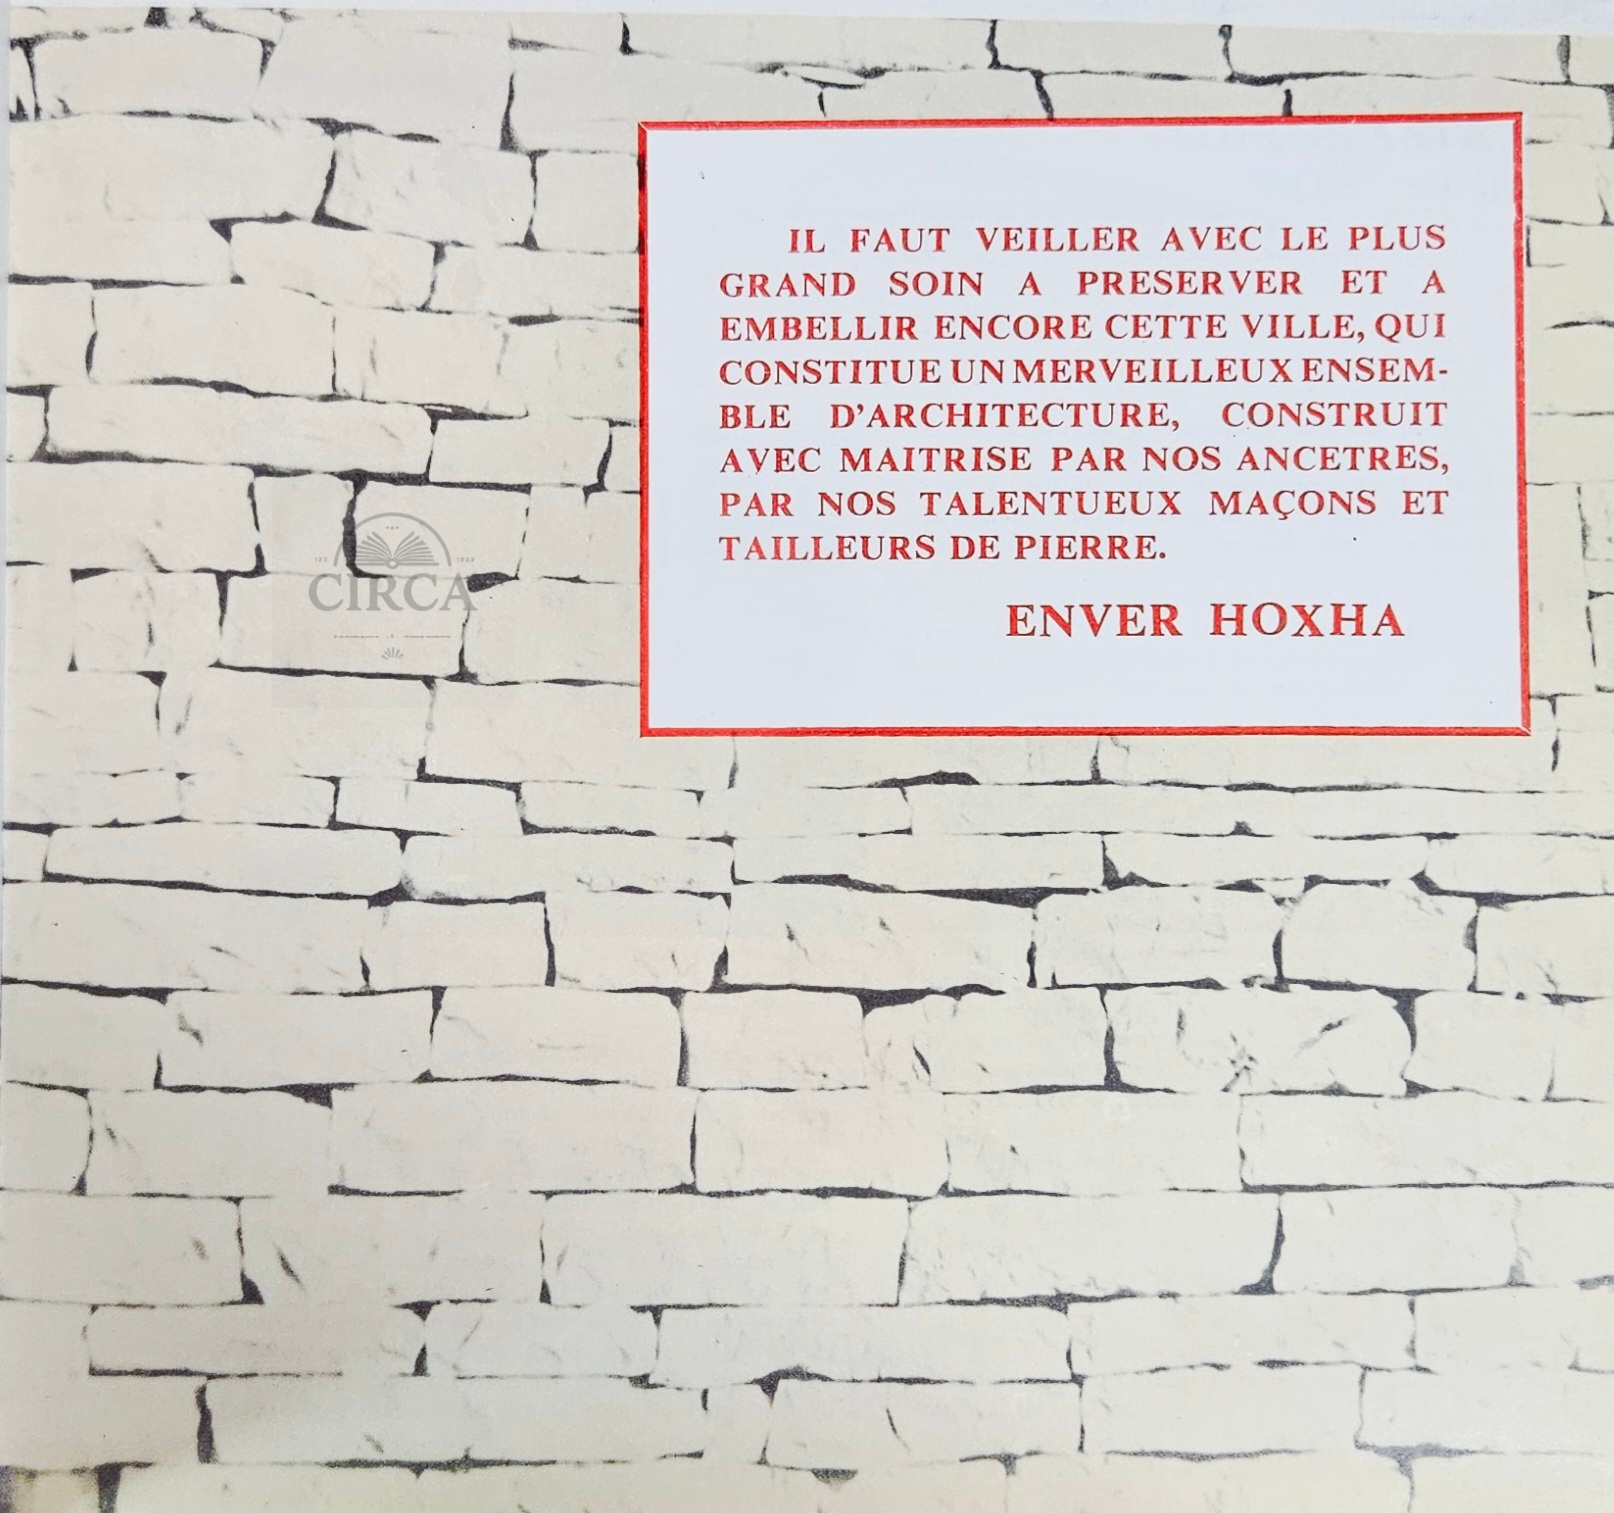 IL FAUT VEILLER AVEC LE PLUS
GRAND SOIN A PRESERVER ET A
EMBELLIR ENCORE CETTE VILLE, QUI
CONSTITUE UN MERVEILLEUX ENSEM-
BLE D'ARCHITECTURE, CONSTRUIT
AVEC MAITRISE PAR NOS ANCETRES,
PAR NOS TALENTUEUX MAÇONS ET
TAILLEURS DE PIERRE.
ENVER HOXHA
CIRCA